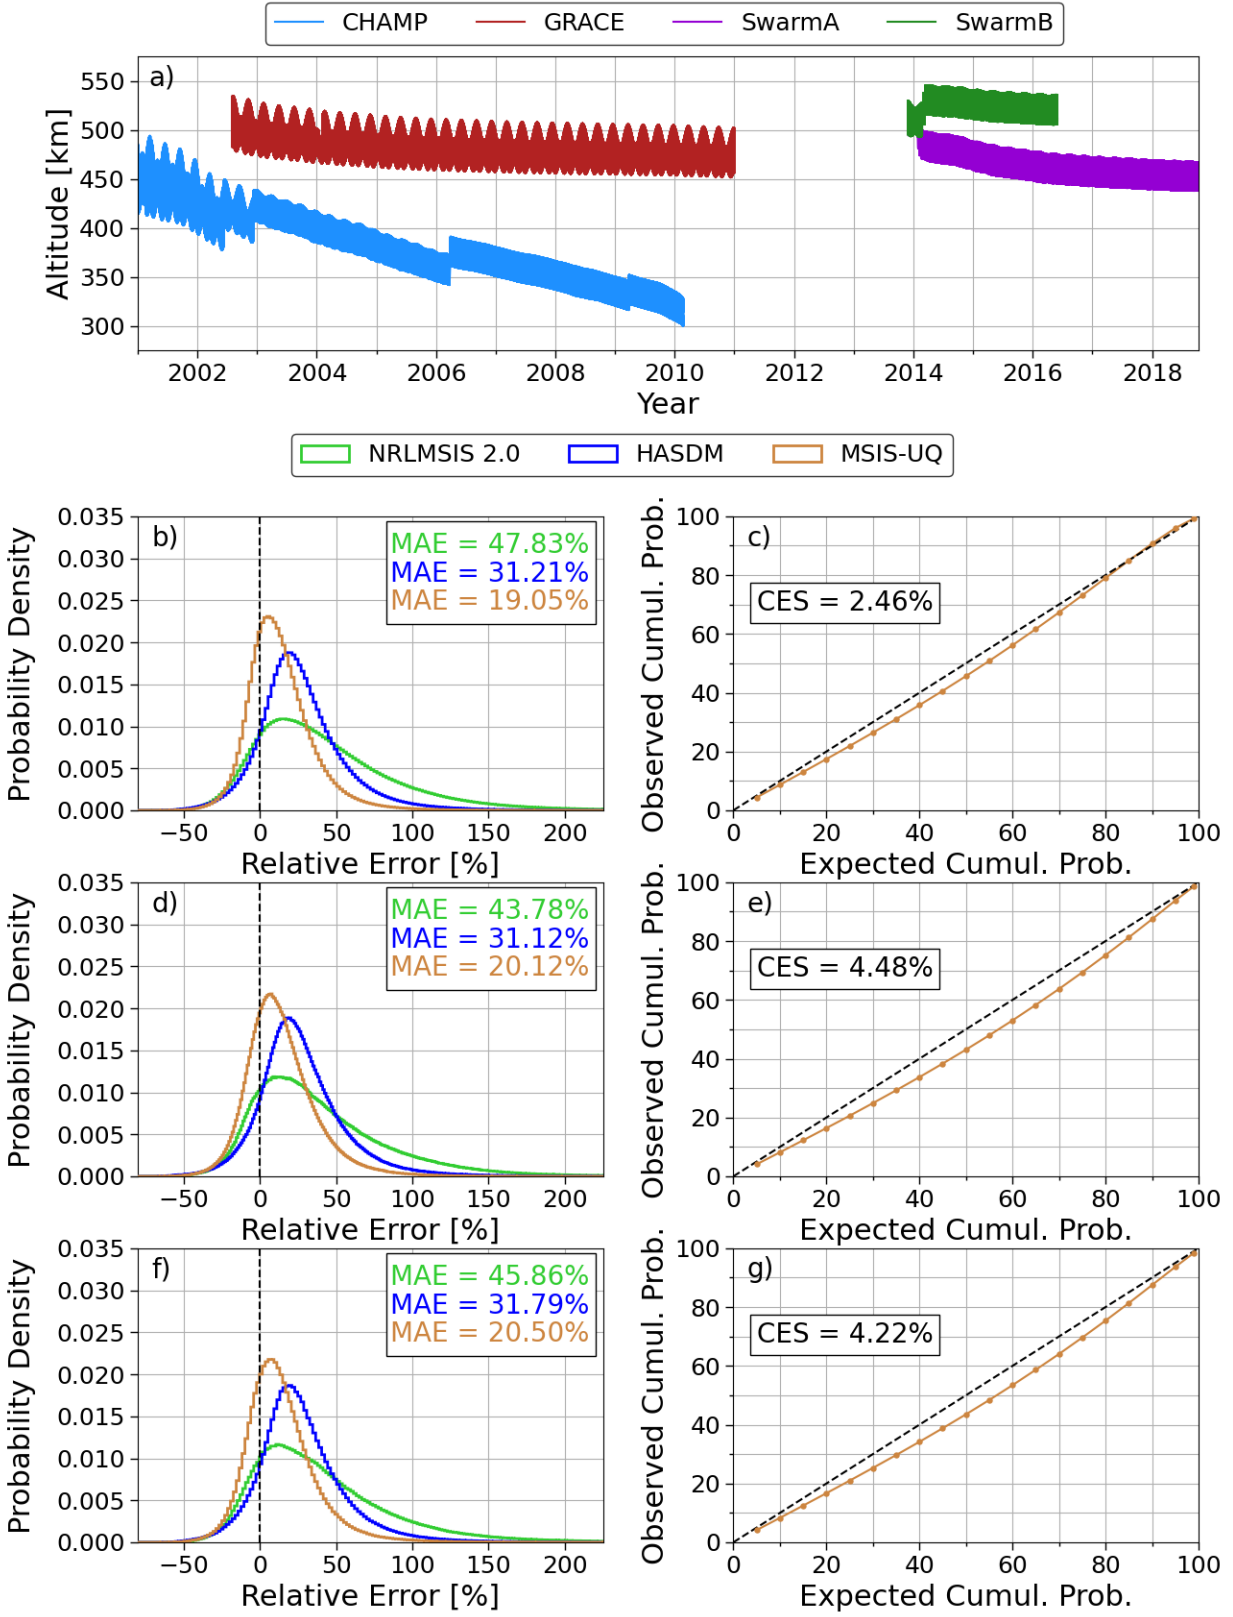 CHAMP GRACE SwarmA SwarmB
a)
550
500
450
400
350
300
Altitude [km]
2002 2004 2006 2008 2010 2012 2014 2016 2018
Year
NRLMSIS 2.0 HASDM MSIS-UQ
b)
MAE = 47.83%
MAE = 31.21%
MAE = 19.05%
0.035
0.030
0.025
0.020
0.015
0.010
0.005
0.000
Probability Density
−50 0 50 100 150 200
Relative Error [%]
c)
CES = 2.46%
100
80
60
40
20
0
Observed Cumul. Prob.
0 20 40 60 80 100
Expected Cumul. Prob.
d)
MAE = 43.78%
MAE = 31.12%
MAE = 20.12%
0.035
0.030
0.025
0.020
0.015
0.010
0.005
0.000
Probability Density
−50 0 50 100 150 200
Relative Error [%]
e)
CES = 4.48%
100
80
60
40
20
0
Observed Cumul. Prob.
0 20 40 60 80 100
Expected Cumul. Prob.
f)
MAE = 45.86%
MAE = 31.79%
MAE = 20.50%
0.035
0.030
0.025
0.020
0.015
0.010
0.005
0.000
Probability Density
−50 0 50 100 150 200
Relative Error [%]
g)
CES = 4.22%
100
80
60
40
20
0
Observed Cumul. Prob.
0 20 40 60 80 100
Expected Cumul. Prob.